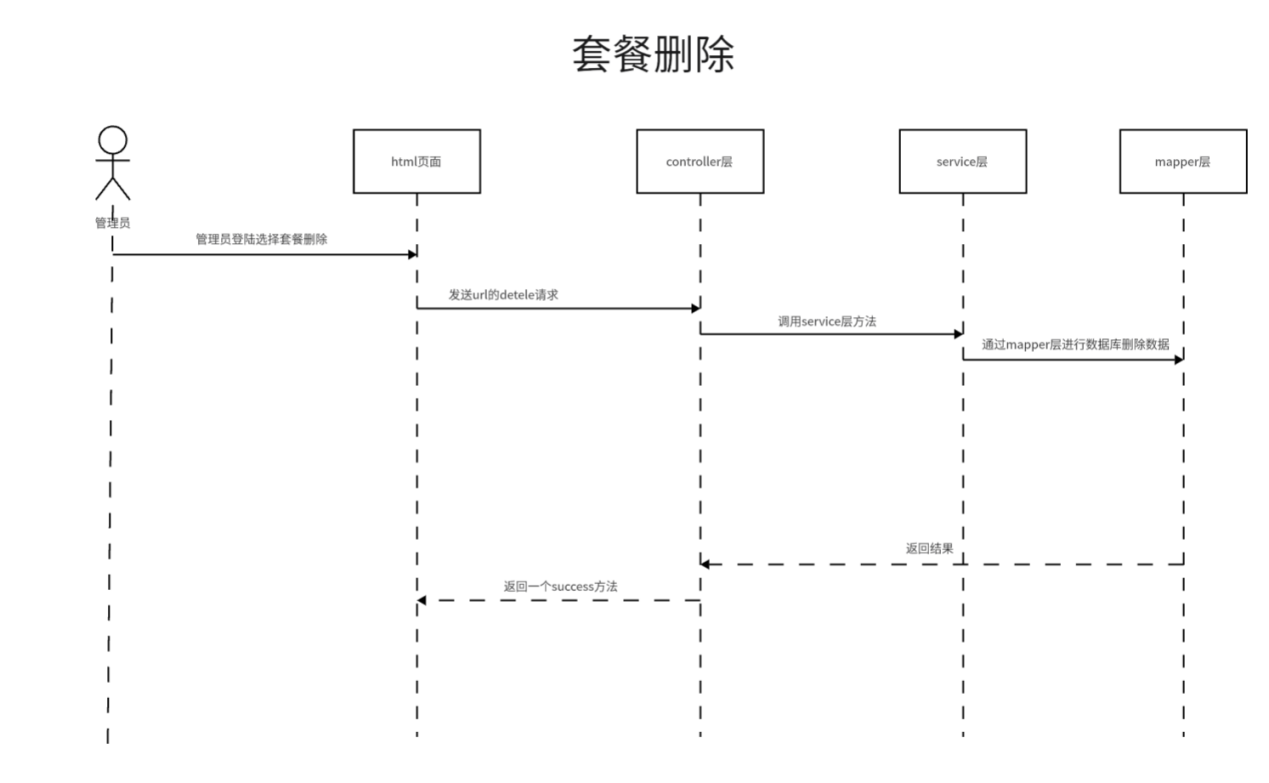 套餐删除
html页面
controller层
service层
mapper层
管理员
管理员登陆选择套餐删除
发送url的detele请求
调用service层方法
通过mapper层进行数据库删除数据
返回结果
返回一个success方法